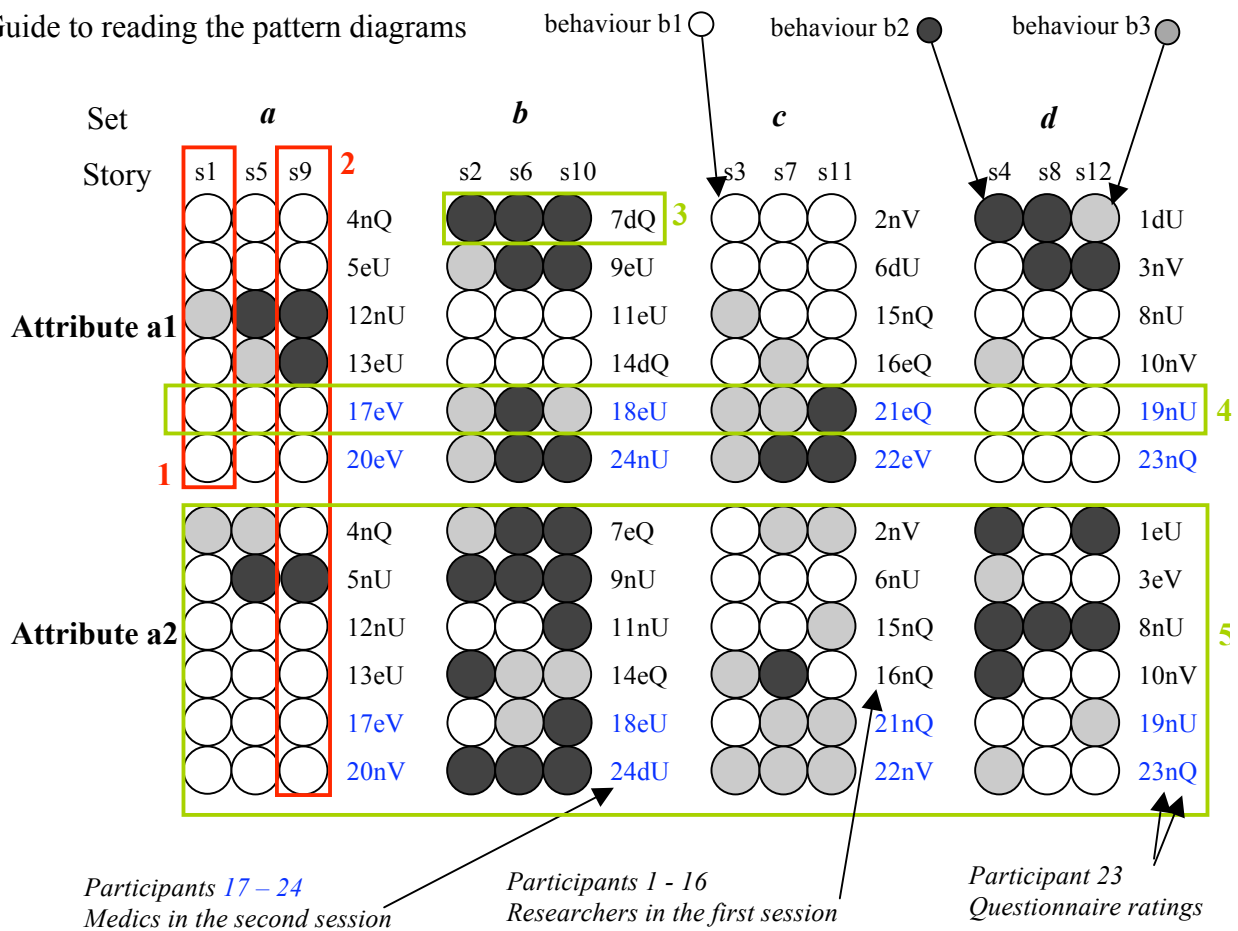 Guide to reading the pattern diagrams
behaviour b1 behaviour b2 behaviour b3
Set a b c d
Story s1 s5 s9 2 s2 s6 s10 s3 s7 s11 s4 s8 s12
4nQ 7dQ 3 2nV 1dU
5eU 9eU 6dU 3nV
Attribute a1 12nU 11eU 15nQ 8nU
13eU 14dQ 16eQ 10nV
17eV 18eU 21eQ 19nU 4
1 20eV 24nU 22eV 23nQ
4nQ 7eQ 2nV 1eU
5nU 9nU 6nU 3eV
Attribute a2 12nU 11nU 15nQ 8nU 5
13eU 14eQ 16nQ 10nV
17eV 18eU 21nQ 19nU
20nV 24dU 22nV 23nQ
Participants 17 – 24
Medics in the second session
Participants 1 - 16
Researchers in the first session
Participant 23
Questionnaire ratings